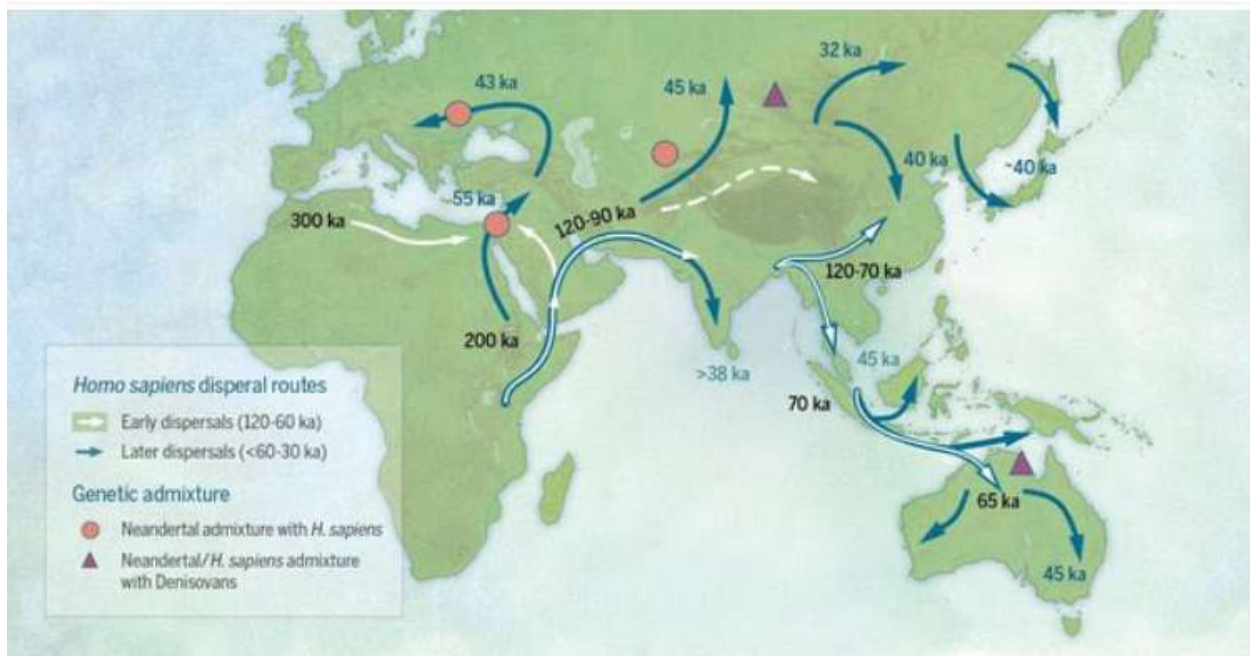 32 ka
43 ka
45 ka
40 ka
~40 ka
55 ka
300 ka
120-90 ka
120-70 ka
200 ka
>38 ka
45 ka
70 ka
65 ka
45 ka
Homo sapiens disperal routes
Early dispersals (120-60 ka)
Later dispersals (<60-30 ka)
Genetic admixture
Neandertal admixture with H. sapiens
Neandertal/H. sapiens admixture
with Denisovans